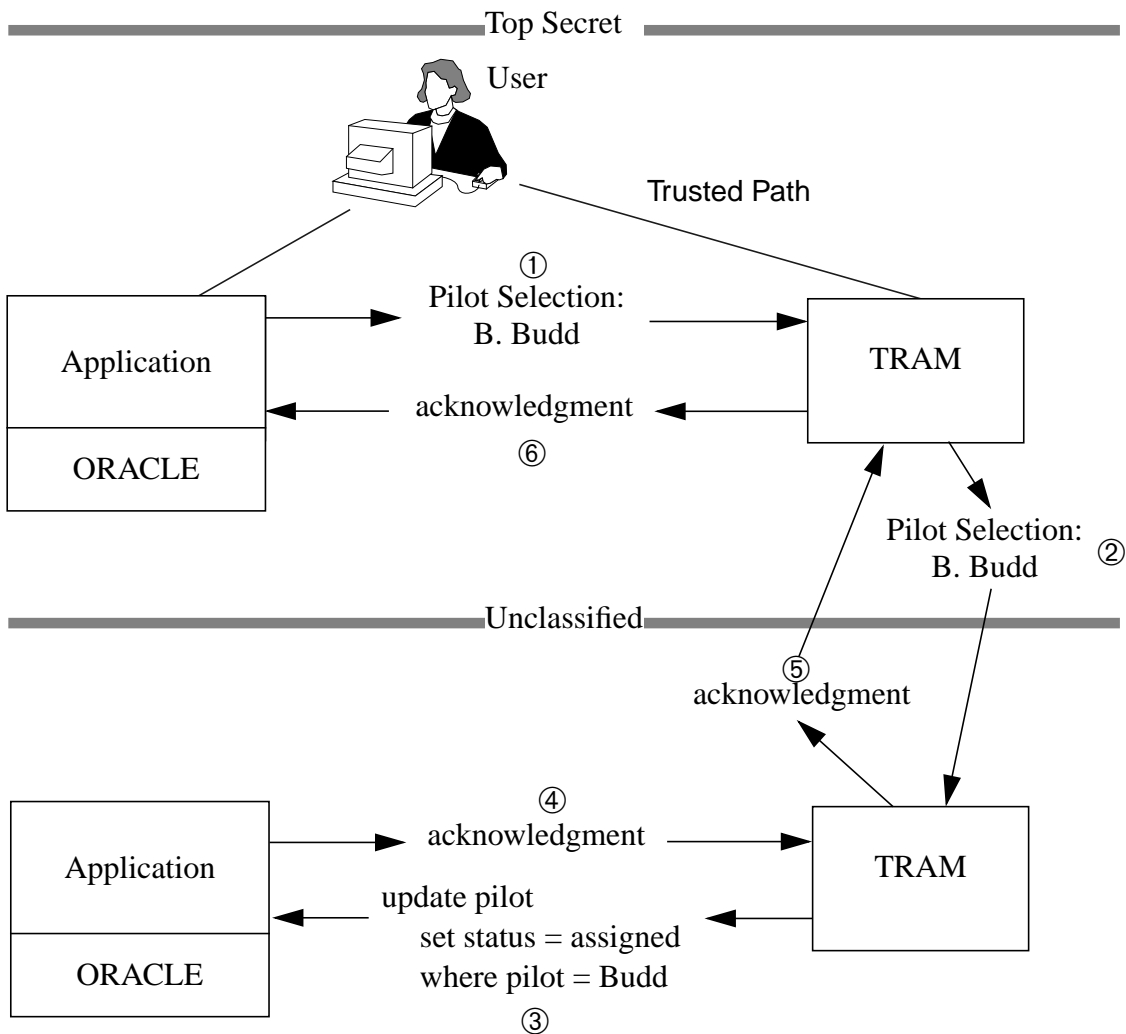 Top Secret
User
Trusted Path
①
Pilot Selection:
B. Budd
Application
TRAM
acknowledgment
⑥
ORACLE
Pilot Selection:
B. Budd
②
Unclassified
⑤
acknowledgment
④
acknowledgment
Application
TRAM
update pilot
set status = assigned
where pilot = Budd
ORACLE
③